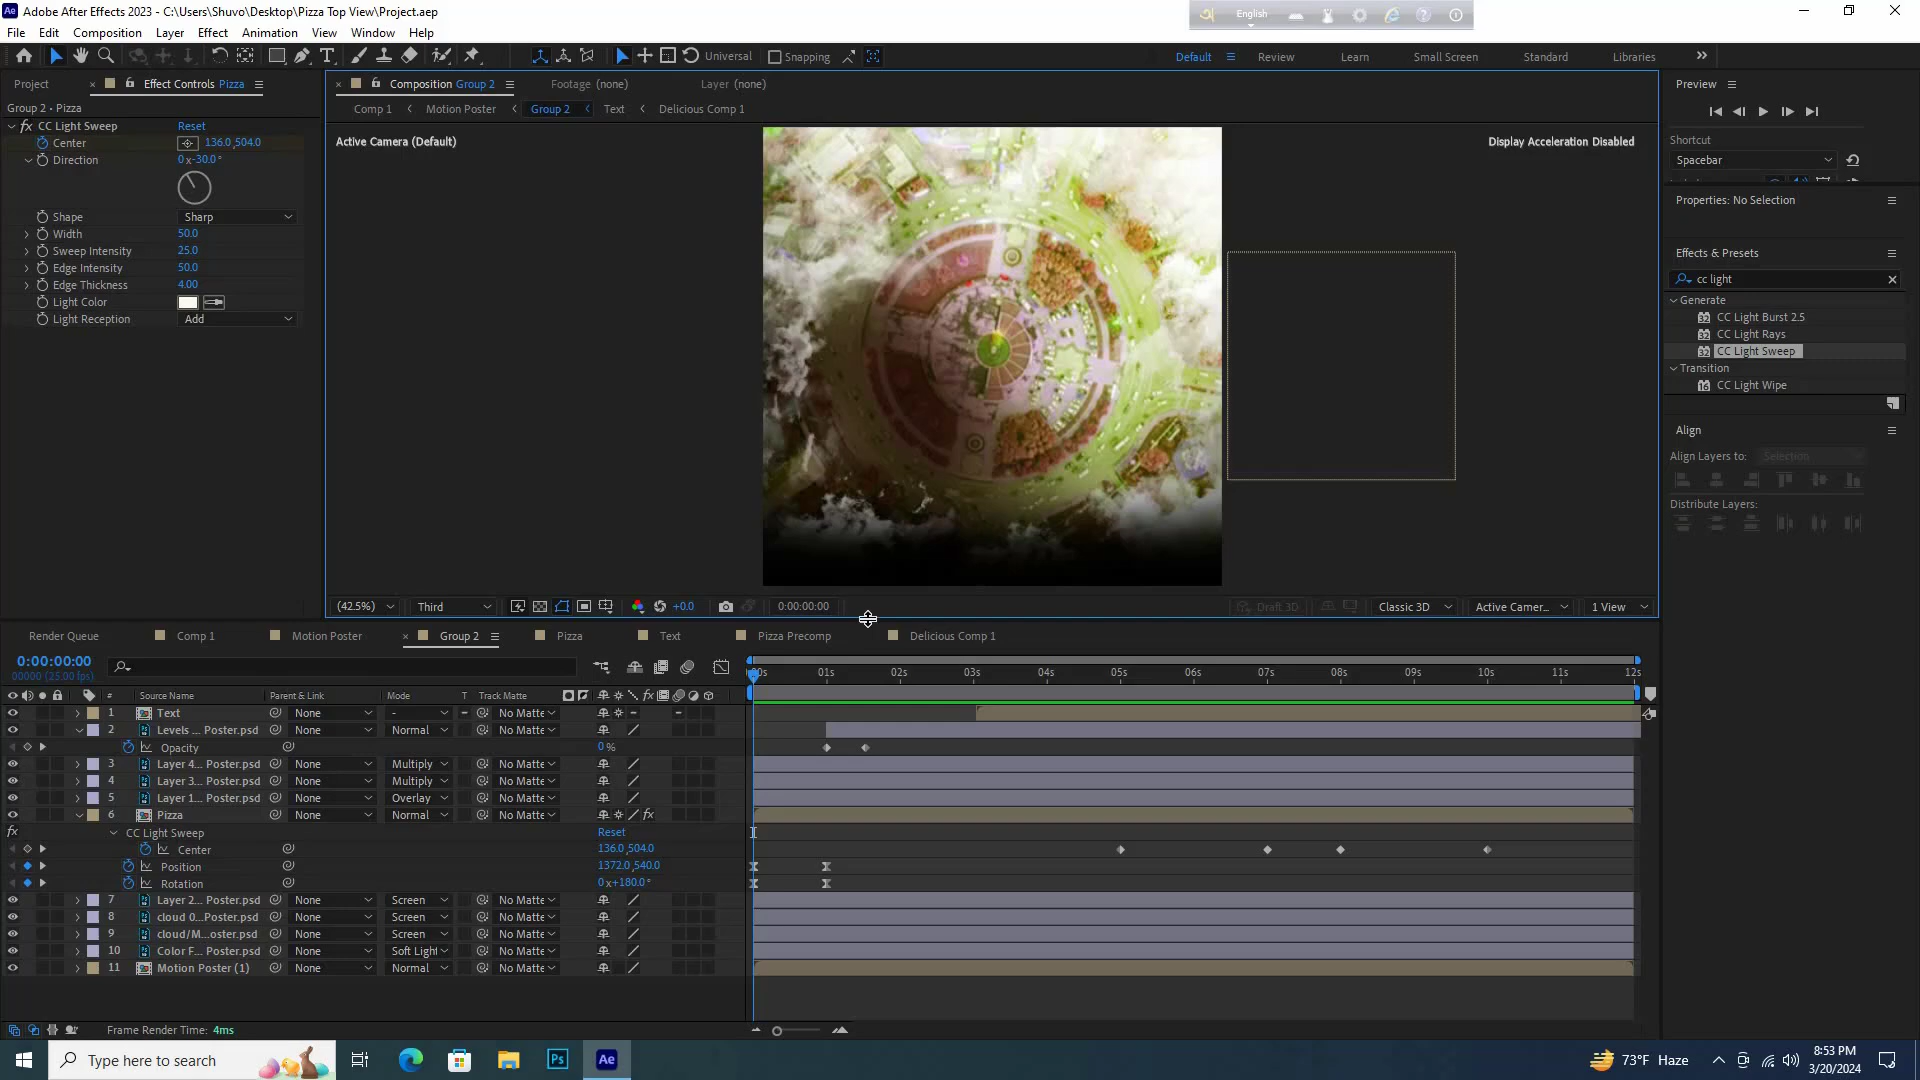 Adobe After Effects 2023 - C:\Users\Shuvo\Desktop\Pizza Top View\Project.aep
English
File Edit Composition Layer Effect Animation View Window Help
Universal Snapping Default Review Learn Small Screen Standard Libraries
Project Effect Controls Pizza Composition Group 2 Footage (none) Layer (none) Preview
Group 2 • Pizza Comp 1 Motion Poster Group 2 Text Delicious Comp 1
CC Light Sweep Reset
Center 136.0,504.0 Active Camera (Default) Display Acceleration Disabled Shortcut
Direction 0x-30.0° Spacebar
Properties: No Selection
Shape Sharp
Width 50.0
Sweep Intensity 25.0 Effects & Presets
Edge Intensity 50.0 cc light
Edge Thickness 4.00
Light Color Generate
Light Reception Add CC Light Burst 2.5
CC Light Rays
CC Light Sweep
Transition
CC Light Wipe
Align
Align Layers to: Selection
Distribute Layers:
(42.5%) Third +0.0 0:00:00:00 Draft 3D Classic 3D Active Camer... 1 View
Render Queue Comp 1 Motion Poster Group 2 Pizza Text Pizza Precomp Delicious Comp 1
0:00:00:00
00000 (25.00 fps)
:00s 01s 02s 03s 04s 05s 06s 07s 08s 09s 10s 11s 12s
# Source Name Parent & Link Mode T Track Matte
1 Text None - No Matte
2 Levels ... Poster.psd None Normal No Matte
Opacity 0 %
3 Layer 4... Poster.psd None Multiply No Matte
4 Layer 3... Poster.psd None Multiply No Matte
5 Layer 1... Poster.psd None Overlay No Matte
6 Pizza None Normal No Matte
CC Light Sweep Reset
Center 136.0,504.0
Position 1372.0,540.0
Rotation 0x+180.0°
7 Layer 2... Poster.psd None Screen No Matte
8 cloud 0...Poster.psd None Screen No Matte
9 cloud/M...oster.psd None Screen No Matte
10 Color F... Poster.psd None Soft Light No Matte
11 Motion Poster (1) None Normal No Matte
Frame Render Time: 4ms
Type here to search 73°F Haze 8:53 PM
3/20/2024